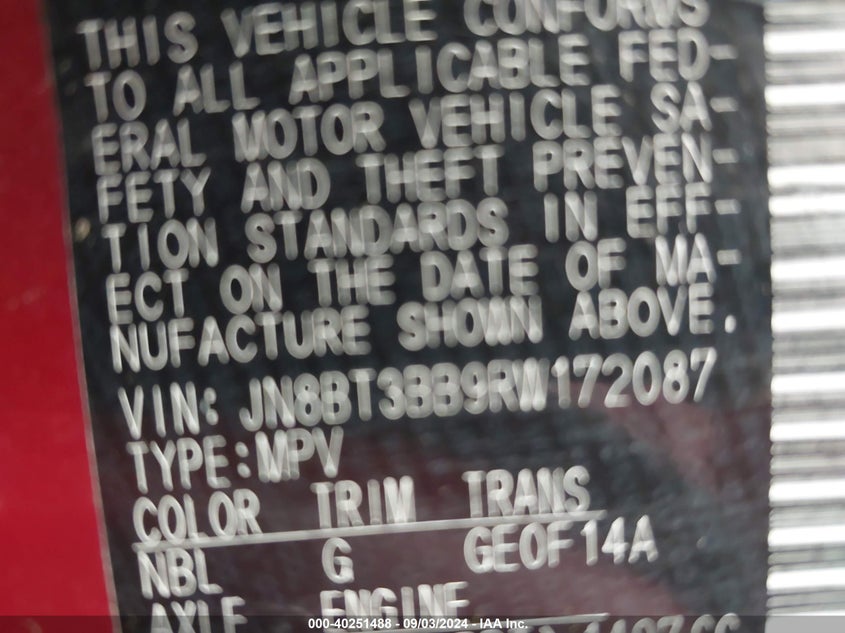 THIS VEHICLE CONFORMS
TO ALL APPLICABLE FED-
ERAL MOTOR VEHICLE SA-
FETY AND THEFT PREVEN-
TION STANDARDS IN EFF-
ECT ON THE DATE OF MA-
NUFACTURE SHOWN ABOVE.
VIN: JN8BT3BB9RW172087
TYPE:MPV
COLOR TRIM TRANS
NBL G GE0F14A
AXLE ENGINE
000-40251488 - 09/03/2024 - IAA Inc.